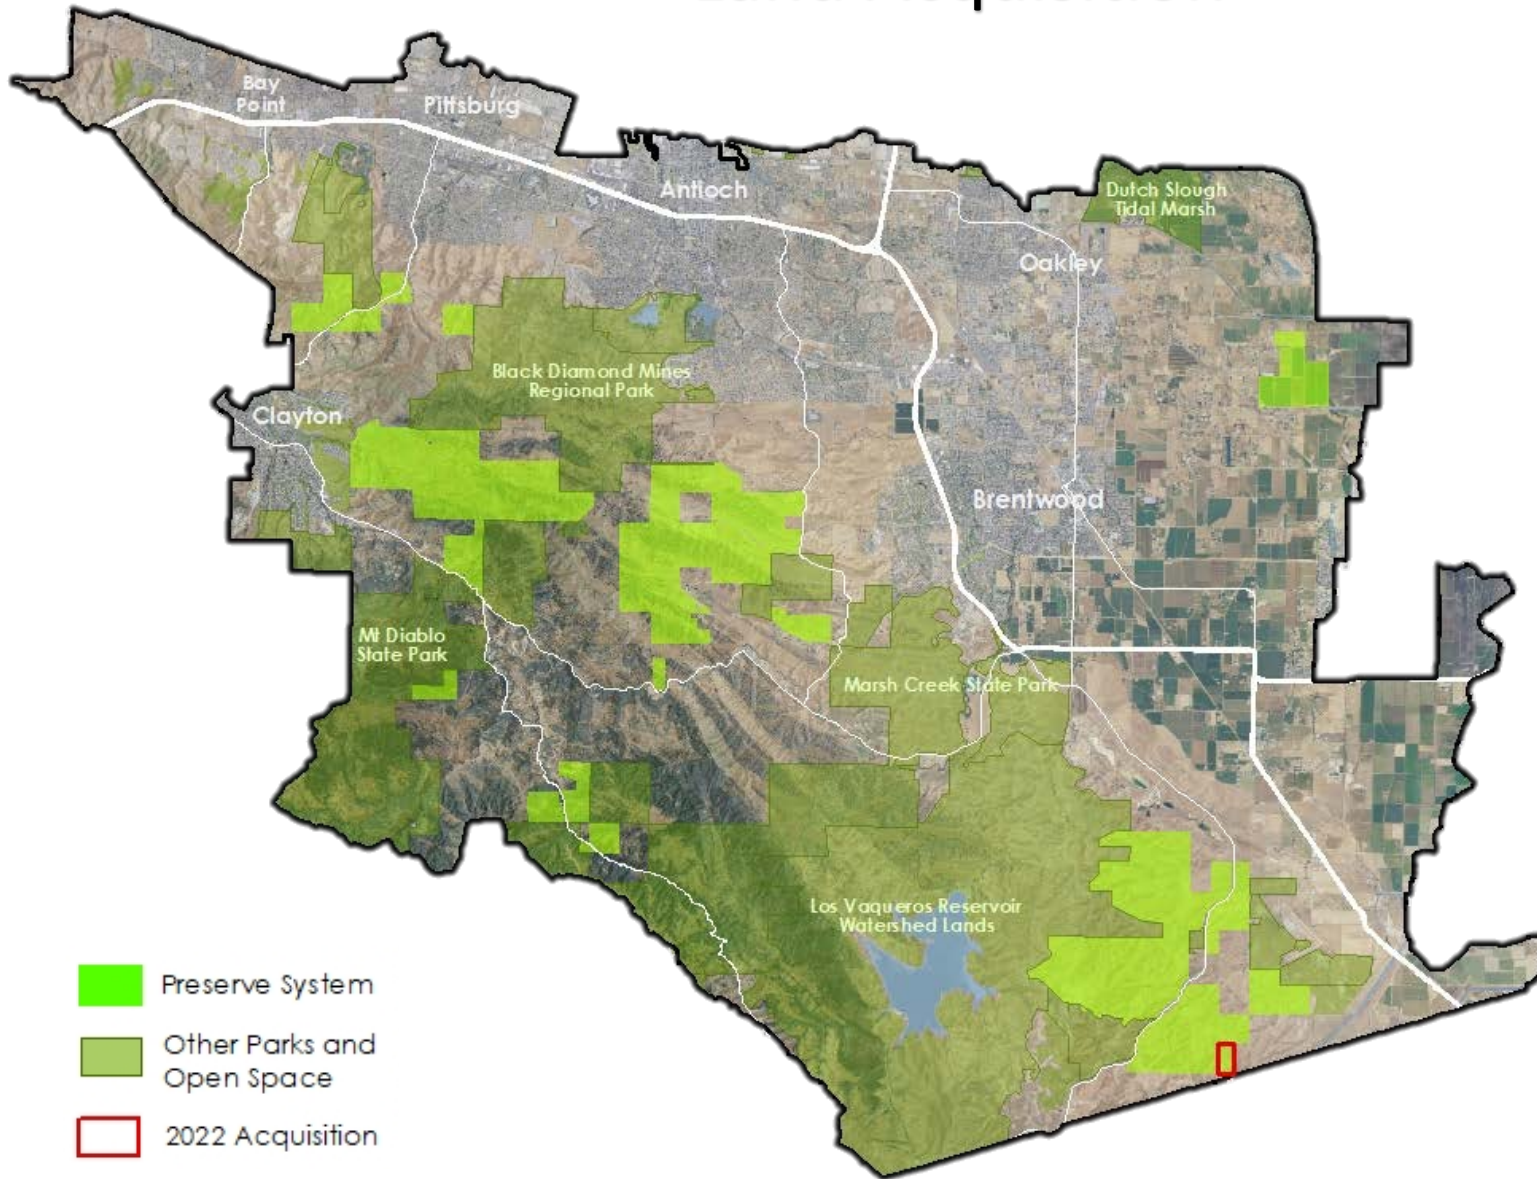 Bay
Point
Pittsburg
Antioch
Dutch Slough
Tidal Marsh
Oakley
Black Diamond Mines
Regional Park
Clayton
Brentwood
Mt Diablo
State Park
Marsh Creek State Park
Los Vaqueros Reservoir
Watershed Lands
Preserve System
Other Parks and
Open Space
2022 Acquisition